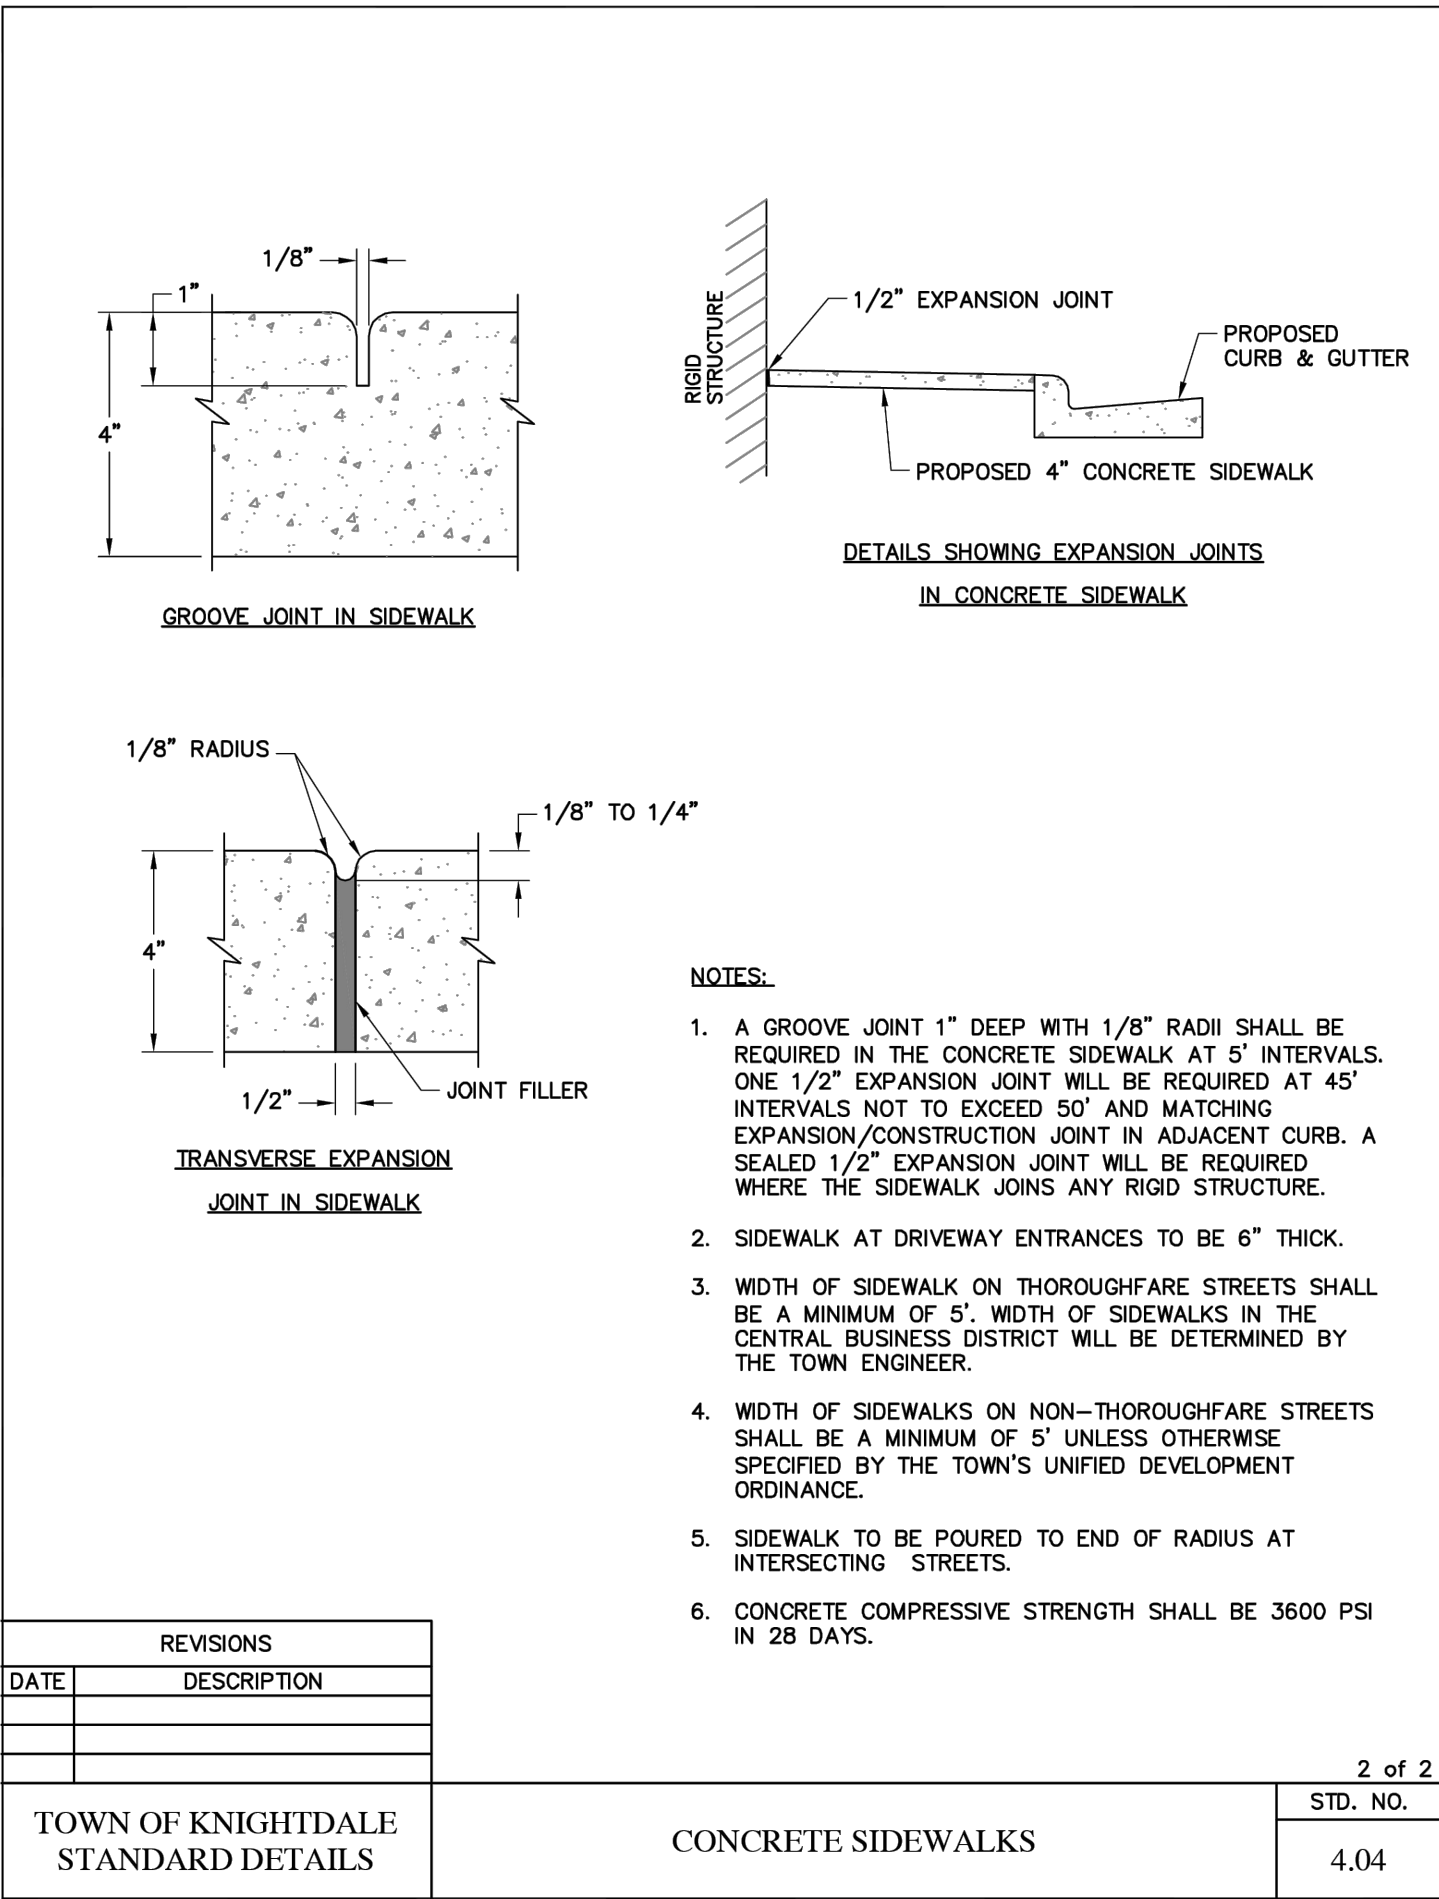 1/8"
1"
4"
GROOVE JOINT IN SIDEWALK
RIGID
STRUCTURE
1/2" EXPANSION JOINT
PROPOSED
CURB & GUTTER
PROPOSED 4" CONCRETE SIDEWALK
DETAILS SHOWING EXPANSION JOINTS
IN CONCRETE SIDEWALK
1/8" RADIUS
1/8" TO 1/4"
4"
1/2"
JOINT FILLER
TRANSVERSE EXPANSION
JOINT IN SIDEWALK
NOTES:
1. A GROOVE JOINT 1" DEEP WITH 1/8" RADII SHALL BE
REQUIRED IN THE CONCRETE SIDEWALK AT 5' INTERVALS.
ONE 1/2" EXPANSION JOINT WILL BE REQUIRED AT 45'
INTERVALS NOT TO EXCEED 50' AND MATCHING
EXPANSION/CONSTRUCTION JOINT IN ADJACENT CURB. A
SEALED 1/2" EXPANSION JOINT WILL BE REQUIRED
WHERE THE SIDEWALK JOINS ANY RIGID STRUCTURE.
2. SIDEWALK AT DRIVEWAY ENTRANCES TO BE 6" THICK.
3. WIDTH OF SIDEWALK ON THOROUGHFARE STREETS SHALL
BE A MINIMUM OF 5'. WIDTH OF SIDEWALKS IN THE
CENTRAL BUSINESS DISTRICT WILL BE DETERMINED BY
THE TOWN ENGINEER.
4. WIDTH OF SIDEWALKS ON NON-THOROUGHFARE STREETS
SHALL BE A MINIMUM OF 5' UNLESS OTHERWISE
SPECIFIED BY THE TOWN'S UNIFIED DEVELOPMENT
ORDINANCE.
5. SIDEWALK TO BE POURED TO END OF RADIUS AT
INTERSECTING STREETS.
6. CONCRETE COMPRESSIVE STRENGTH SHALL BE 3600 PSI
IN 28 DAYS.
REVISIONS
DATE DESCRIPTION
2 of 2
TOWN OF KNIGHTDALE
STANDARD DETAILS
CONCRETE SIDEWALKS
STD. NO.
4.04